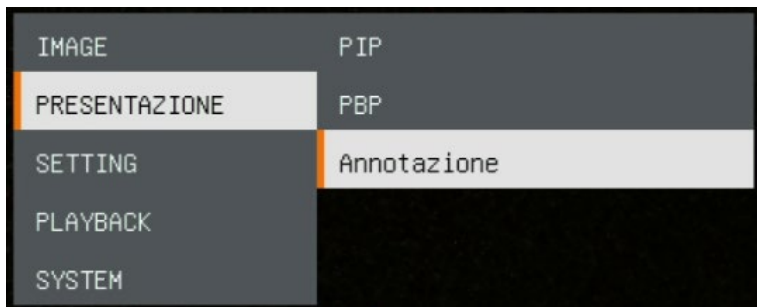 IMAGE
PRESENTAZIONE
SETTING
PLAYBACK
SYSTEM
PIP
PBP
Annotazione